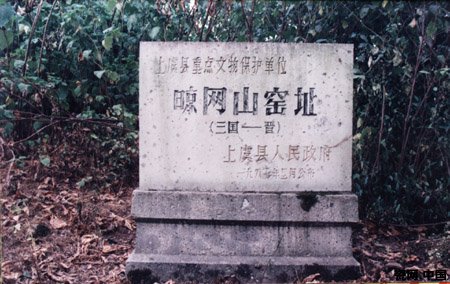 上虞县重点文物保护单位
晾网山窑址
(三国—晋)
上虞县人民政府